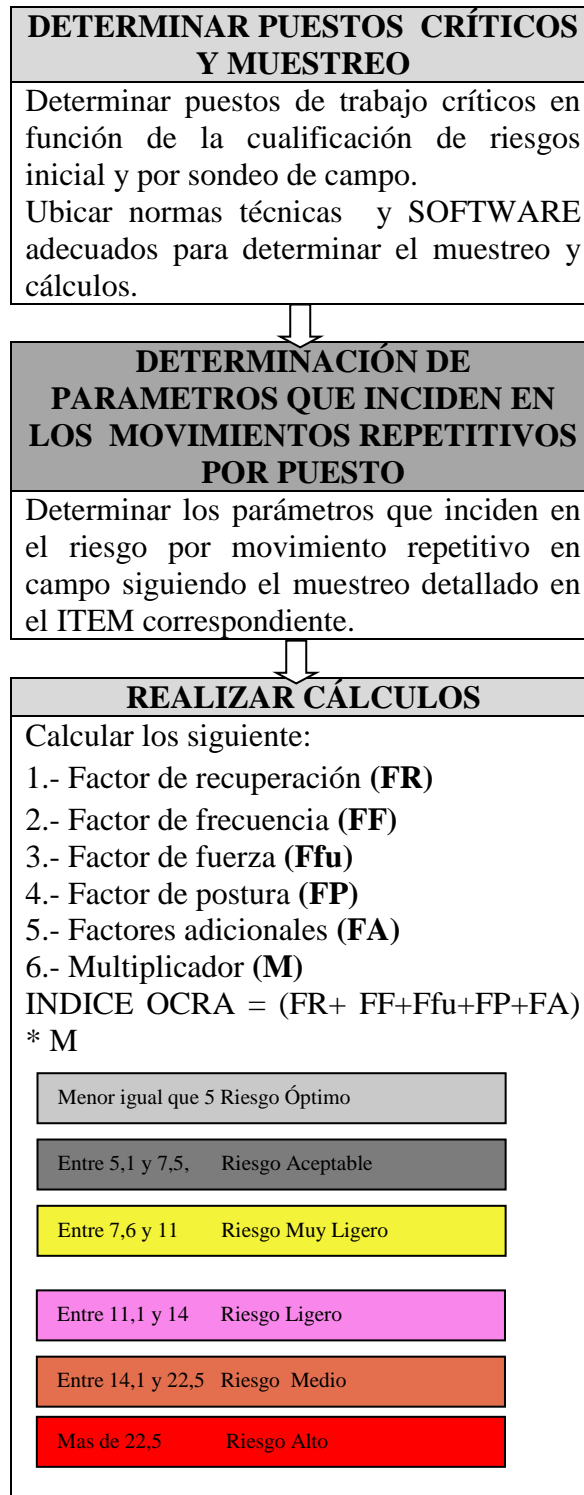 DETERMINAR PUESTOS CRÍTICOS
Y MUESTREO
Determinar puestos de trabajo críticos en
función de la cualificación de riesgos
inicial y por sondeo de campo.
Ubicar normas técnicas y SOFTWARE
adecuados para determinar el muestreo y
cálculos.
DETERMINACIÓN DE
PARAMETROS QUE INCIDEN EN
LOS MOVIMIENTOS REPETITIVOS
POR PUESTO
Determinar los parámetros que inciden en
el riesgo por movimiento repetitivo en
campo siguiendo el muestreo detallado en
el ITEM correspondiente.
REALIZAR CÁLCULOS
Calcular los siguiente:
1.- Factor de recuperación (FR)
2.- Factor de frecuencia (FF)
3.- Factor de fuerza (Ffu)
4.- Factor de postura (FP)
5.- Factores adicionales (FA)
6.- Multiplicador (M)
INDICE OCRA = (FR+ FF+Ffu+FP+FA)
* M
Menor igual que 5 Riesgo Óptimo
Entre 5,1 y 7,5, Riesgo Aceptable
Entre 7,6 y 11 Riesgo Muy Ligero
Entre 11,1 y 14 Riesgo Ligero
Entre 14,1 y 22,5 Riesgo Medio
Mas de 22,5 Riesgo Alto